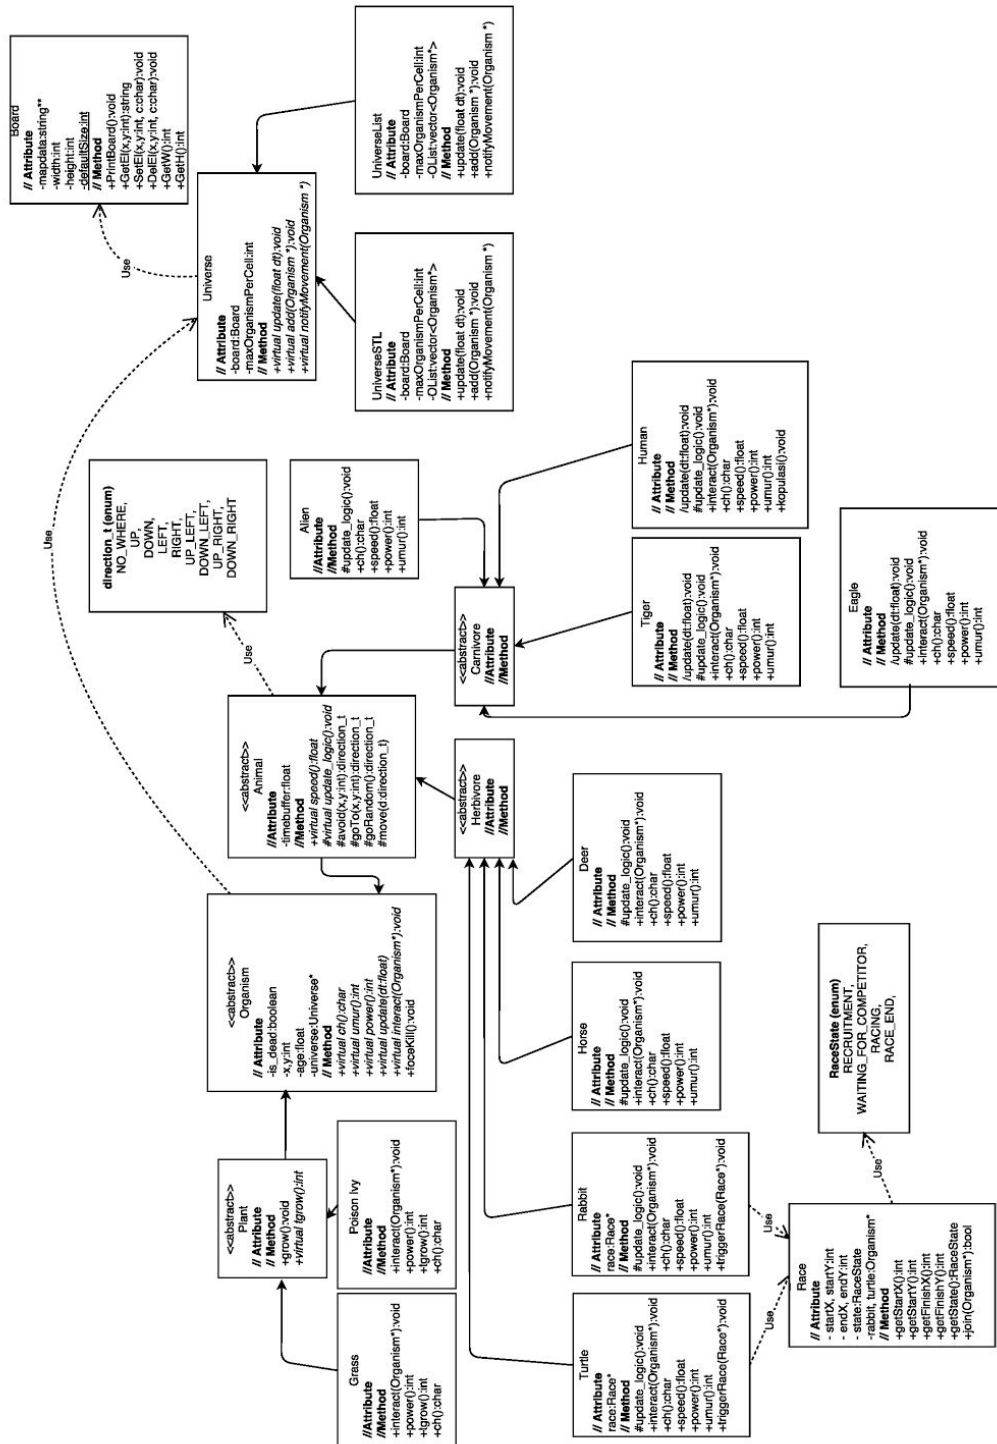 Board
// Attribute
-mapdata:string**
-width:int
-height:int
-defaultSize:int
// Method
+PrintBoard():void
+GetEl(x,y:int):string
+SetEl(x,y:int, c:char):void
+DelEl(x,y:int, c:char):void
+GetW():int
+GetH():int
Use
Universe
// Attribute
-board:Board
-maxOrganismPerCell:int
// Method
+virtual update(float dt):void
+virtual add(Organism *):void
+virtual notifyMovement(Organism *)
UniverseSTL
// Attribute
-board:Board
-maxOrganismPerCell:int
-OList:vector<Organism*>
// Method
+update(float dt):void
+add(Organism *):void
+notifyMovement(Organism *)
UniverseList
// Attribute
-board:Board
-maxOrganismPerCell:int
-OList:vector<Organism*>
// Method
+update(float dt):void
+add(Organism *):void
+notifyMovement(Organism *)
Use
direction_t (enum)
NO_WHERE,
UP,
DOWN,
LEFT,
RIGHT,
UP_LEFT,
DOWN_LEFT,
UP_RIGHT,
DOWN_RIGHT
Use
Alien
//Attribute
//Method
#update_logic():void
+ch():char
+speed():float
+power():int
+umur():int
<<abstract>>
Animal
//Attribute
-timebuffer:float
//Method
+virtual speed():float
#virtual update_logic():void
#avoid(x,y:int):direction_t
#goTo(x,y:int):direction_t
#goRandom():direction_t
#move(d:direction_t)
<<abstract>>
Carnivore
//Attribute
//Method
Human
// Attribute
// Method
/update(dt:float):void
#update_logic():void
+interact(Organism*):void
+ch():char
+speed():float
+power():int
+umur():int
+kopulasi():void
Tiger
// Attribute
// Method
/update(dt:float):void
#update_logic():void
+interact(Organism*):void
+ch():char
+speed():float
+power():int
+umur():int
Eagle
// Attribute
// Method
/update(dt:float):void
#update_logic():void
+interact(Organism*):void
+ch():char
+speed():float
+power():int
+umur():int
<<abstract>>
Herbivore
//Attribute
//Method
<<abstract>>
Organism
// Attribute
-is_dead:boolean
-x,y:int
-age:float
-universe:Universe*
// Method
+virtual ch():char
+virtual umur():int
+virtual power():int
+virtual update(dt:float)
+virtual interact(Organism*):void
+foceKill():void
<<abstract>>
Plant
// Attribute
// Method
+grow():void
+virtual tgrow():int
Grass
//Attribute
//Method
+interact(Organism*):void
+power():int
+tgrow():int
+ch():char
Poison Ivy
//Attribute
//Method
+interact(Organism*):void
+power():int
+tgrow():int
+ch():char
Turtle
// Attribute
race:Race*
// Method
#update_logic():void
+interact(Organism*):void
+ch():char
+speed():float
+power():int
+umur():int
+triggerRace(Race*):void
Rabbit
// Attribute
race:Race*
// Method
#update_logic():void
+interact(Organism*):void
+ch():char
+speed():float
+power():int
+umur():int
+triggerRace(Race*):void
Horse
// Attribute
// Method
#update_logic():void
+interact(Organism*):void
+ch():char
+speed():float
+power():int
+umur():int
Deer
// Attribute
// Method
#update_logic():void
+interact(Organism*):void
+ch():char
+speed():float
+power():int
+umur():int
Use
Use
Race
// Attribute
- startX, startY:int
- endX, endY:int
- state:RaceState
-rabbit, turtle:Organism*
// Method
+getStartX():int
+getStartY():int
+getFinishX():int
+getFinishY():int
+getState():RaceState
+join(Organism*):bool
Use
RaceState (enum)
RECRUITMENT,
WAITING_FOR_COMPETITOR,
RACING,
RACE_END,